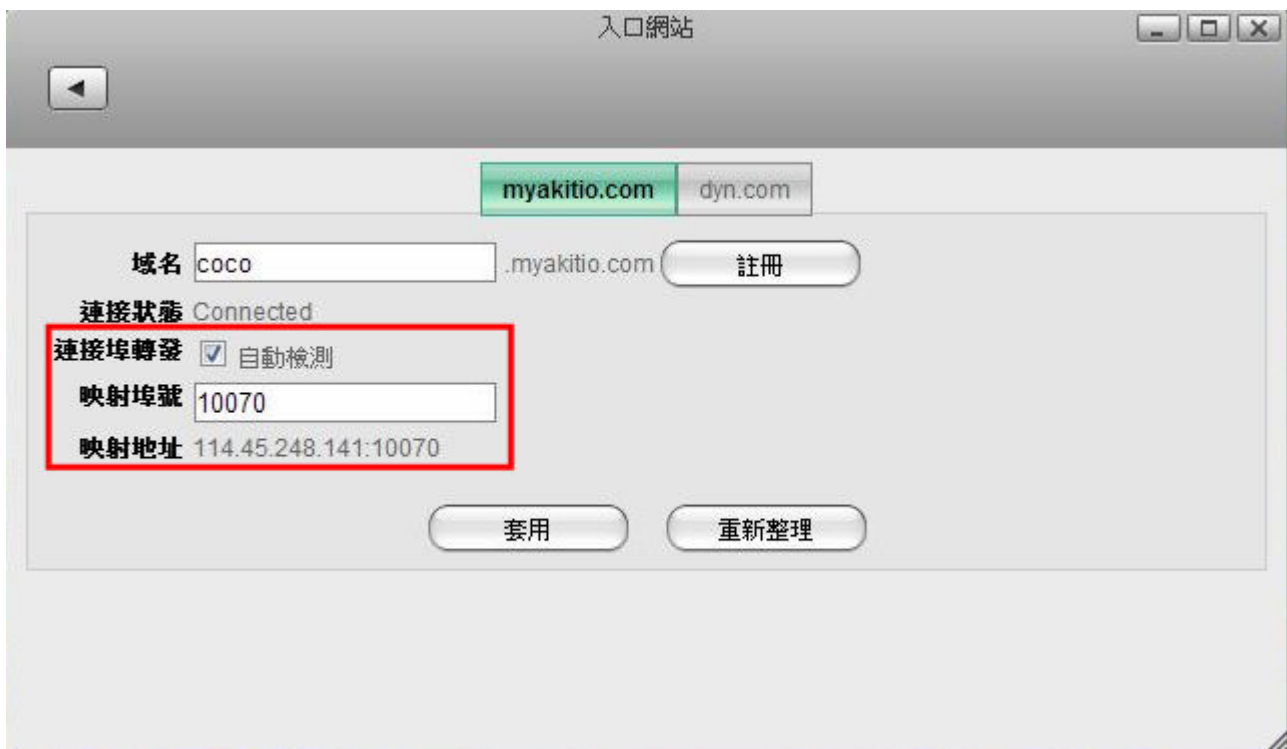 入口網站
myakitio.com dyn.com
域名 coco .myakitio.com 註冊
連接狀態 Connected
連接埠轉發 自動檢測
映射埠號 10070
映射地址 114.45.248.141:10070
套用 重新整理